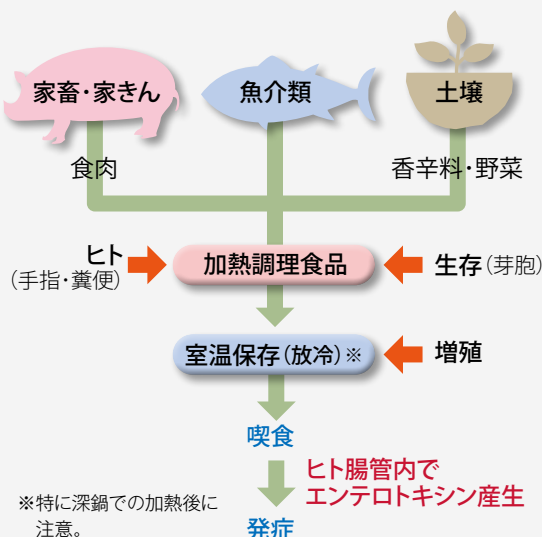 家畜・家きん
魚介類
土壌
食肉
香辛料・野菜
ヒト
(手指・糞便)
加熱調理食品
生存(芽胞)
室温保存(放冷)※
増殖
喫食
ヒト腸管内で
エンテロトキシン産生
※特に深鍋での加熱後に
注意。
発症